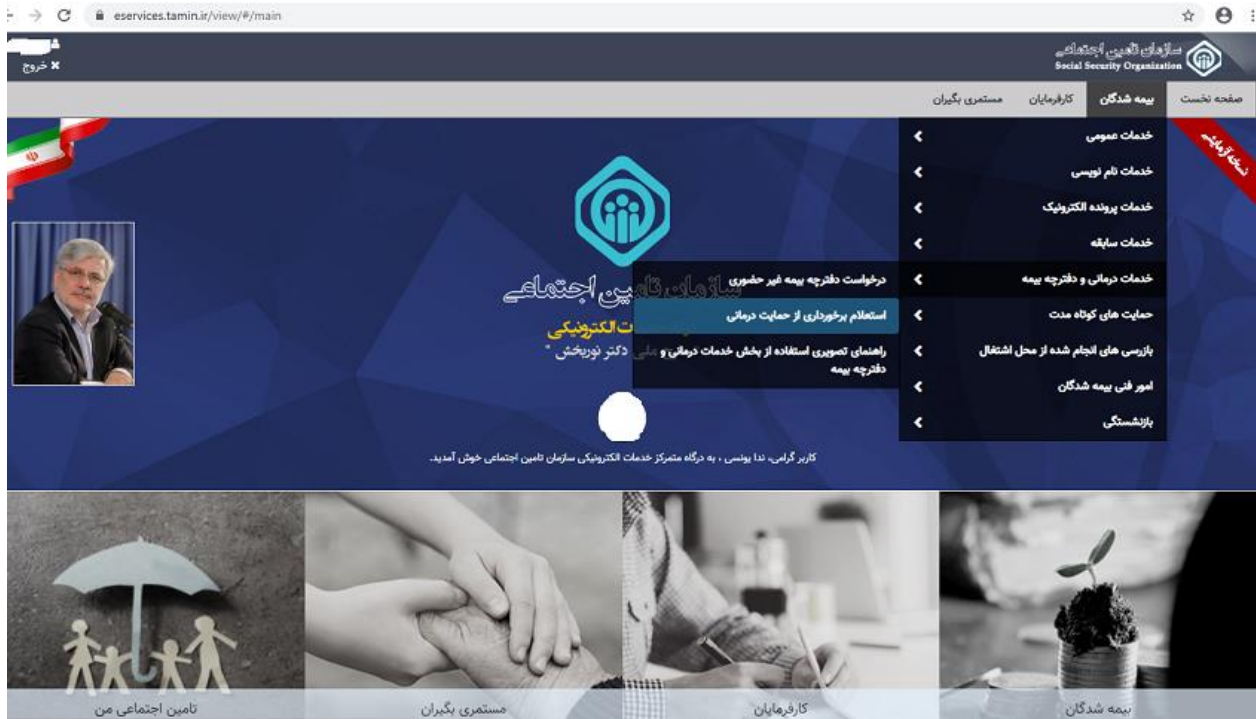 eservices.tamin.ir/view/#/main
سازمان تامین اجتماعی
Social Security Organization
خروج
صفحه نخست
بیمه شدگان
کارفرمایان
مستمری بگیران
نسخه آزمایشی
خدمات عمومی
خدمات نام نویسی
خدمات پرونده الکترونیک
خدمات سابقه
خدمات درمانی و دفترچه بیمه
حمایت های کوتاه مدت
بازرسی های انجام شده از محل اشتغال
امور فنی بیمه شدگان
بازنشستگی
درخواست دفترچه بیمه غیر حضوری
استعلام برخورداری از حمایت درمانی
راهنمای تصویری استفاده از بخش خدمات درمانی و
دفترچه بیمه
سازمان تامین اجتماعی
ات الکترونیکی
ملی دکتر نوربخش "
کاربر گرامی، ندا یونسی ، به درگاه متمرکز خدمات الکترونیکی سازمان تامین اجتماعی خوش آمدید.
بیمه شدگان
کارفرمایان
مستمری بگیران
تامین اجتماعی من